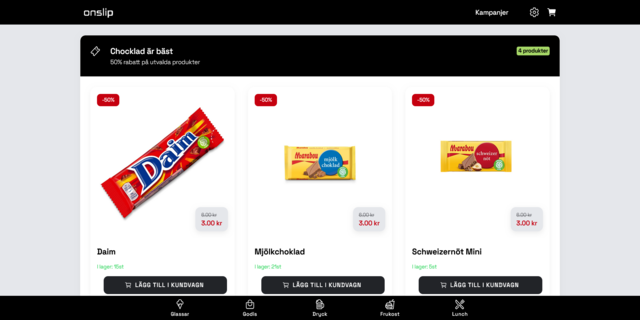 onslip
Kampanjer
Chocklad är bäst
50% rabatt på utvalda produkter
4 produkter
-50%
-50%
-50%
Daim
Marabou
mjölk
choklad
Marabou
schweizer
nöt
6.00 kr
3.00 kr
6.00 kr
3.00 kr
6.00 kr
3.00 kr
Daim
Mjölkchoklad
Schweizernöt Mini
I lager: 16st
I lager: 21st
LÄGG TILL I KUNDVAGN
LÄGG TILL I KUNDVAGN
LÄGG TILL I KUNDVAGN
Glassar
Godis
Dryck
Frukost
Lunch